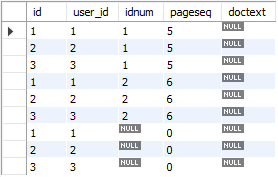 id user_id idnum pageseq doctext
1 1 1 5 NULL
2 2 1 5 NULL
3 3 1 5 NULL
1 1 2 6 NULL
2 2 2 6 NULL
3 3 2 6 NULL
1 1 NULL 0 NULL
2 2 NULL 0 NULL
3 3 NULL 0 NULL